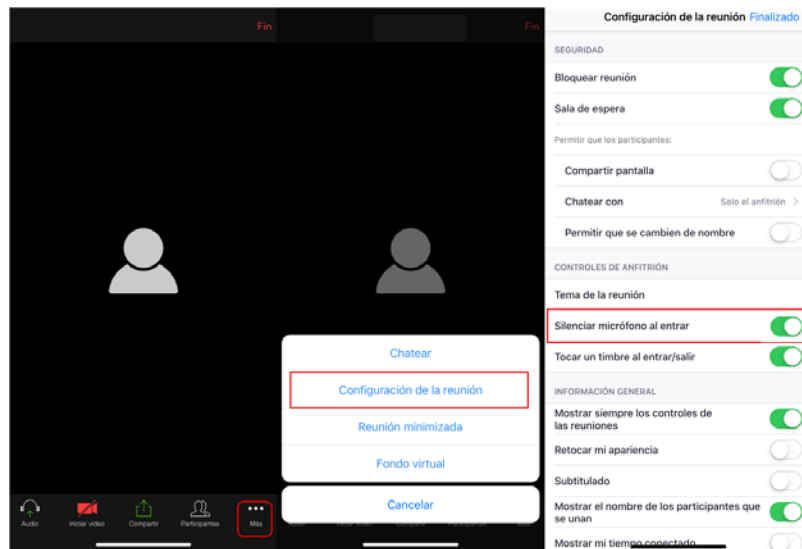 Fin
Audio
Iniciar video
Compartir
Participantes
Más
Fin
Chatear
Configuración de la reunión
Reunión minimizada
Fondo virtual
Cancelar
Configuración de la reunión Finalizado
SEGURIDAD
Bloquear reunión
Sala de espera
Permitir que los participantes:
Compartir pantalla
Chatear con Solo el anfitrión
Permitir que se cambien de nombre
CONTROLES DE ANFITRIÓN
Tema de la reunión
Silenciar micrófono al entrar
Tocar un timbre al entrar/salir
INFORMACIÓN GENERAL
Mostrar siempre los controles de
las reuniones
Retocar mi apariencia
Subtitulado
Mostrar el nombre de los participantes que
se unan
Mostrar mi tiempo conectado